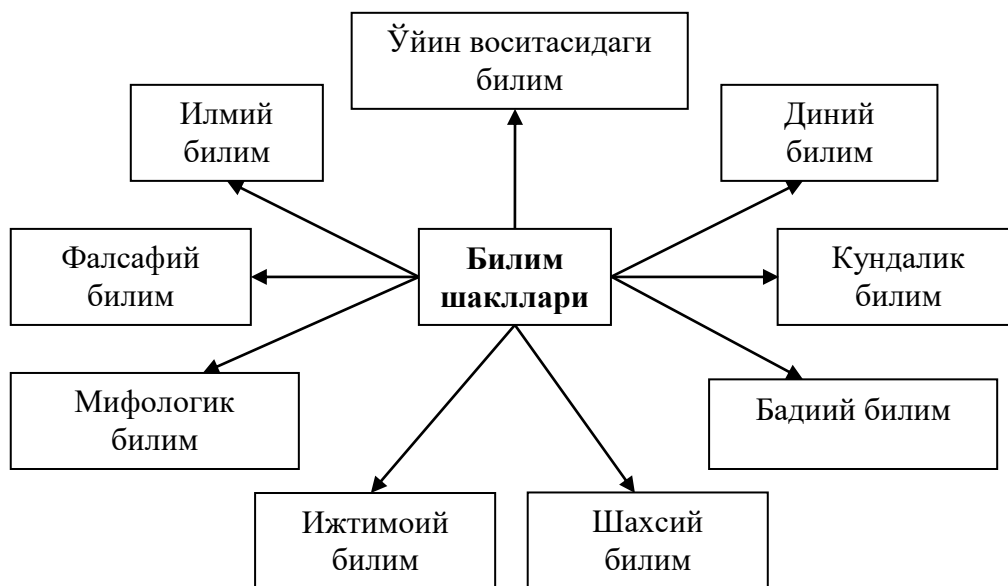 Ўйин воситасидаги
билим
Илмий
билим
Диний
билим
Фалсафий
билим
Билим
шакллари
Кундалик
билим
Мифологик
билим
Бадиий билим
Ижтимоий
билим
Шахсий
билим